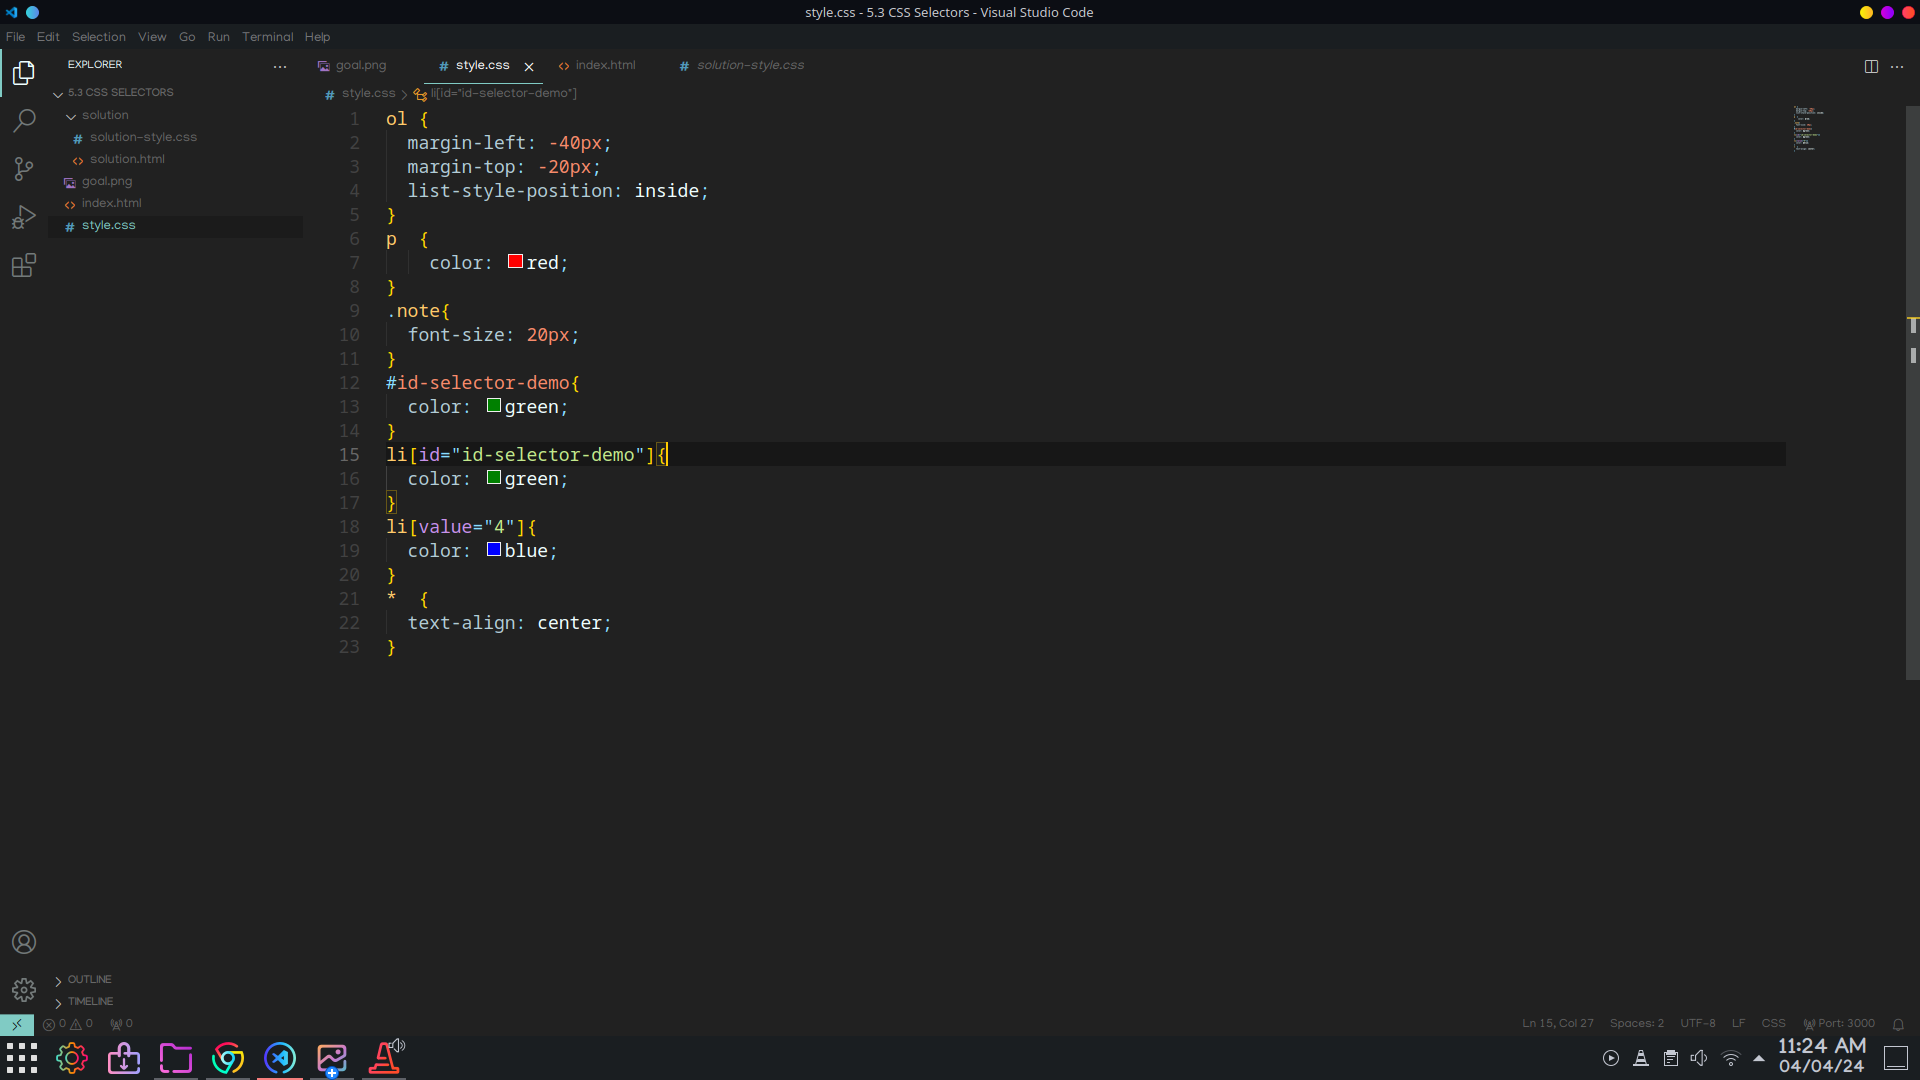 style.css - 5.3 CSS Selectors - Visual Studio Code
File Edit Selection View Go Run Terminal Help
EXPLORER
goal.png
# style.css
<> index.html
# solution-style.css
5.3 CSS SELECTORS
# style.css > li[id="id-selector-demo"]
solution
# solution-style.css
<> solution.html
goal.png
<> index.html
# style.css
1 ol {
2 margin-left: -40px;
3 margin-top: -20px;
4 list-style-position: inside;
5 }
6 p  {
7 color: red;
8 }
9 .note{
10 font-size: 20px;
11 }
12 #id-selector-demo{
13 color: green;
14 }
15 li[id="id-selector-demo"]{
16 color: green;
17 }
18 li[value="4"]{
19 color: blue;
20 }
21 *  {
22 text-align: center;
23 }
OUTLINE
TIMELINE
0 0 0
Ln 15, Col 27 Spaces: 2 UTF-8 LF CSS Port: 3000
11:24 AM
04/04/24